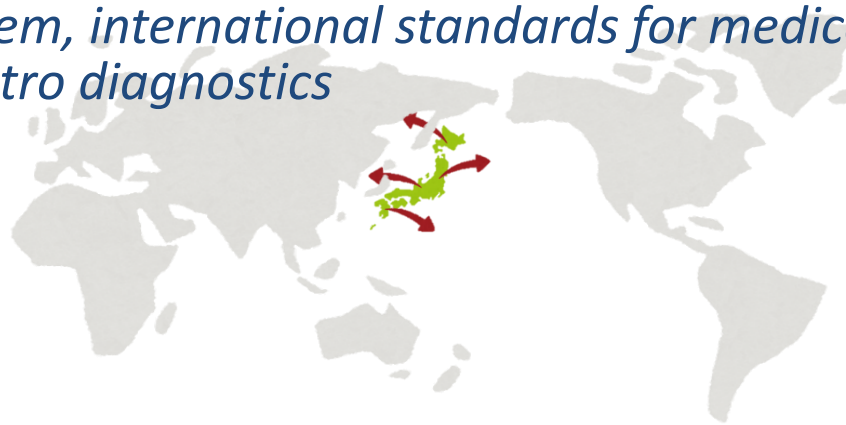 em, international standards for medic
tro diagnostics